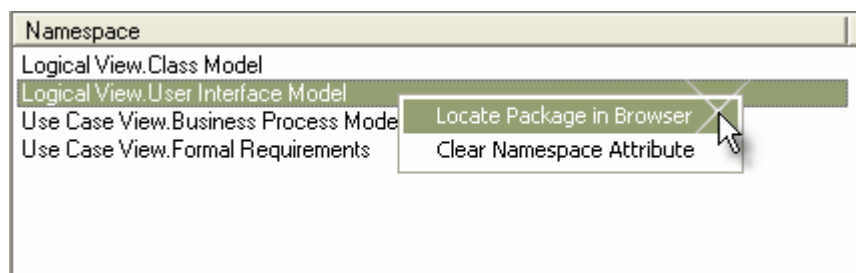 Namespace
Logical View.Class Model
Logical View.User Interface Model
Use Case View.Business Process Mode
Use Case View.Formal Requirements
Locate Package in Browser
Clear Namespace Attribute